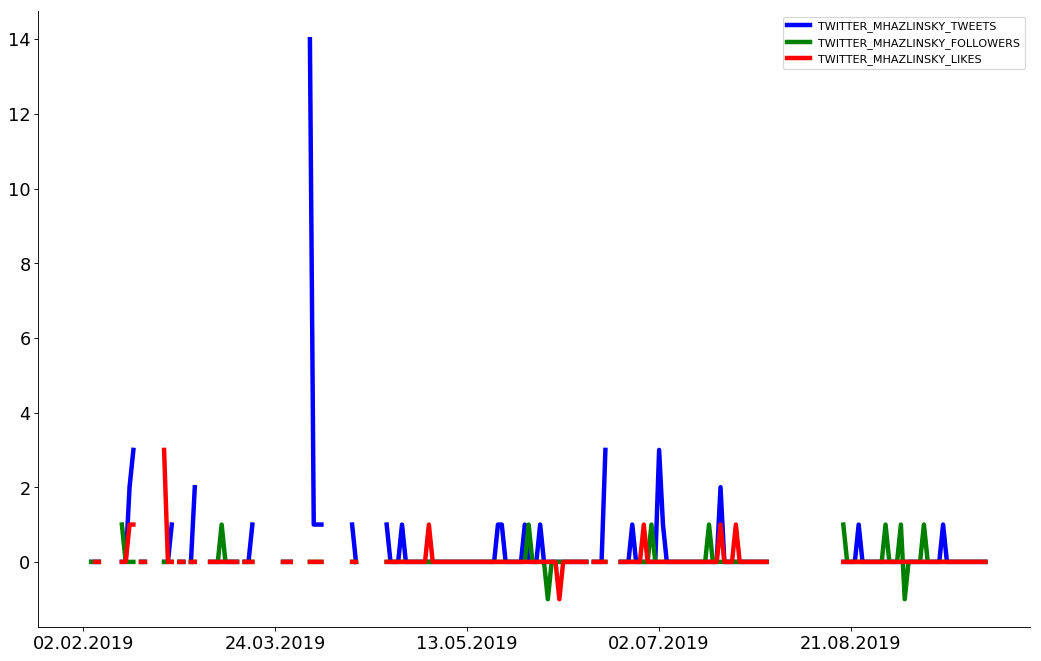 TWITTER_MHAZLINSKY_TWEETS
TWITTER_MHAZLINSKY_FOLLOWERS
TWITTER_MHAZLINSKY_LIKES
14
12
10
8
6
4
2
0
02.02.2019 24.03.2019 13.05.2019 02.07.2019 21.08.2019